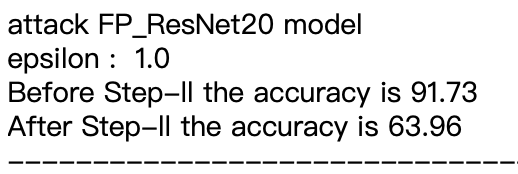 attack FP_ResNet20 model
epsilon : 1.0
Before Step-ll the accuracy is 91.73
After Step-ll the accuracy is 63.96
--------------------------------